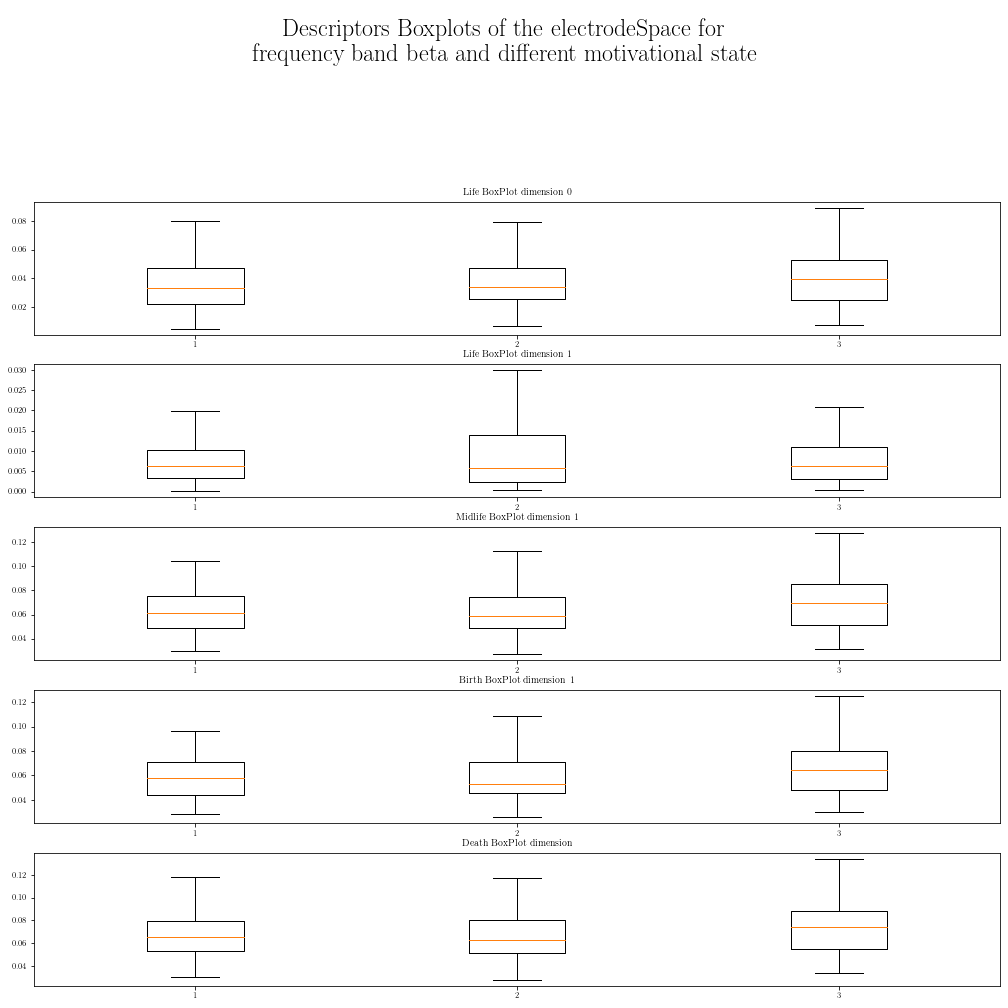 Descriptors Boxplots of the electrodeSpace for
frequency band beta and different motivational state
Life BoxPlot dimension 0
0.08
0.06
0.04
0.02
1 2 3
Life BoxPlot dimension 1
0.030
0.025
0.020
0.015
0.010
0.005
0.000
1 2 3
Midlife BoxPlot dimension 1
0.12
0.10
0.08
0.06
0.04
1 2 3
Birth BoxPlot dimension 1
0.12
0.10
0.08
0.06
0.04
1 2 3
Death BoxPlot dimension
0.12
0.10
0.08
0.06
0.04
1 2 3